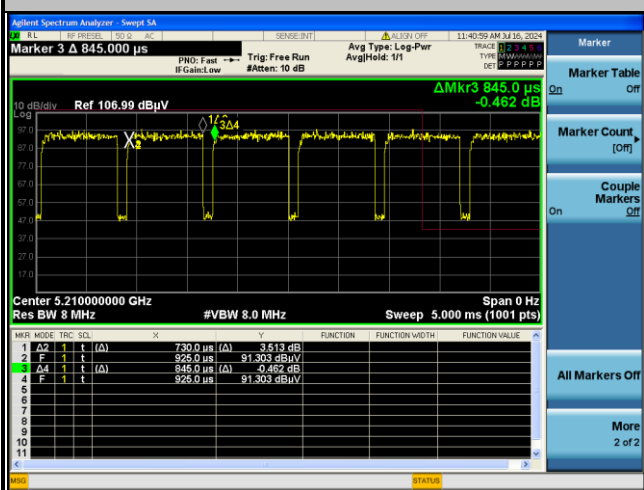 Agilent Spectrum Analyzer - Swept SA
RL RF PRESEL 50 Ω AC SENSE:INT ALIGN OFF 11:40:59 AM Jul 16, 2024
Marker 3 Δ 845.000 µs
PNO: Fast
IFGain:Low
Trig: Free Run
#Atten: 10 dB
Avg Type: Log-Pwr
Avg|Hold: 1/1
TRACE 1 2 3 4 5 6
TYPE
DET P P P P P P
ΔMkr3 845.0 µs
-0.462 dB
10 dB/div Ref 106.99 dBµV
Log
97.0
87.0
77.0
67.0
57.0
47.0
37.0
27.0
17.0
3Δ4
Center 5.210000000 GHz Span 0 Hz
Res BW 8 MHz #VBW 8.0 MHz Sweep 5.000 ms (1001 pts)
MKR MODE TRC SCL X Y FUNCTION FUNCTION WIDTH FUNCTION VALUE
1 Δ2 1 t (Δ) 730.0 µs (Δ) 3.513 dB
2 F 1 t 925.0 µs 91.303 dBµV
3 Δ4 1 t (Δ) 845.0 µs (Δ) -0.462 dB
4 F 1 t 925.0 µs 91.303 dBµV
5
6
7
8
9
10
11
MSG STATUS
Marker
Marker Table
On Off
Marker Count
[Off]
Couple
Markers
On Off
All Markers Off
More
2 of 2